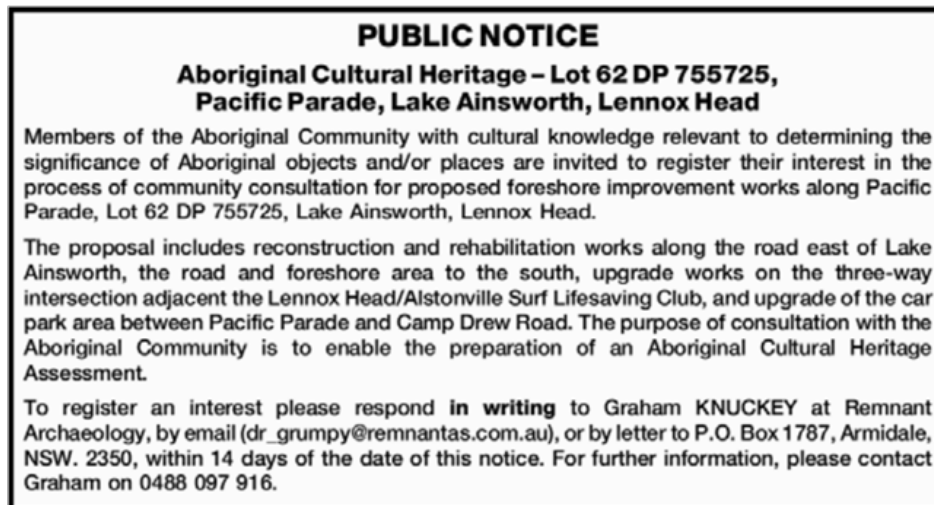 PUBLIC NOTICE
Aboriginal Cultural Heritage – Lot 62 DP 755725,
Pacific Parade, Lake Ainsworth, Lennox Head
Members of the Aboriginal Community with cultural knowledge relevant to determining the
significance of Aboriginal objects and/or places are invited to register their interest in the
process of community consultation for proposed foreshore improvement works along Pacific
Parade, Lot 62 DP 755725, Lake Ainsworth, Lennox Head.
The proposal includes reconstruction and rehabilitation works along the road east of Lake
Ainsworth, the road and foreshore area to the south, upgrade works on the three-way
intersection adjacent the Lennox Head/Alstonville Surf Lifesaving Club, and upgrade of the car
park area between Pacific Parade and Camp Drew Road. The purpose of consultation with the
Aboriginal Community is to enable the preparation of an Aboriginal Cultural Heritage
Assessment.
To register an interest please respond in writing to Graham KNUCKEY at Remnant
Archaeology, by email (dr_grumpy@remnantas.com.au), or by letter to P.O. Box 1787, Armidale,
NSW. 2350, within 14 days of the date of this notice. For further information, please contact
Graham on 0488 097 916.